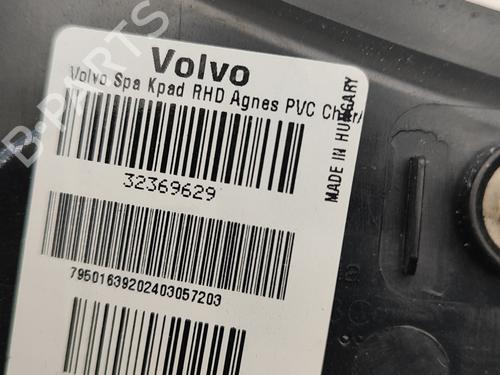 Volvo
Volvo Spa Kpad RHD Agnes PVC Char/
32369629
79501639202403057203
MADE IN HUNGARY
B-PARTS